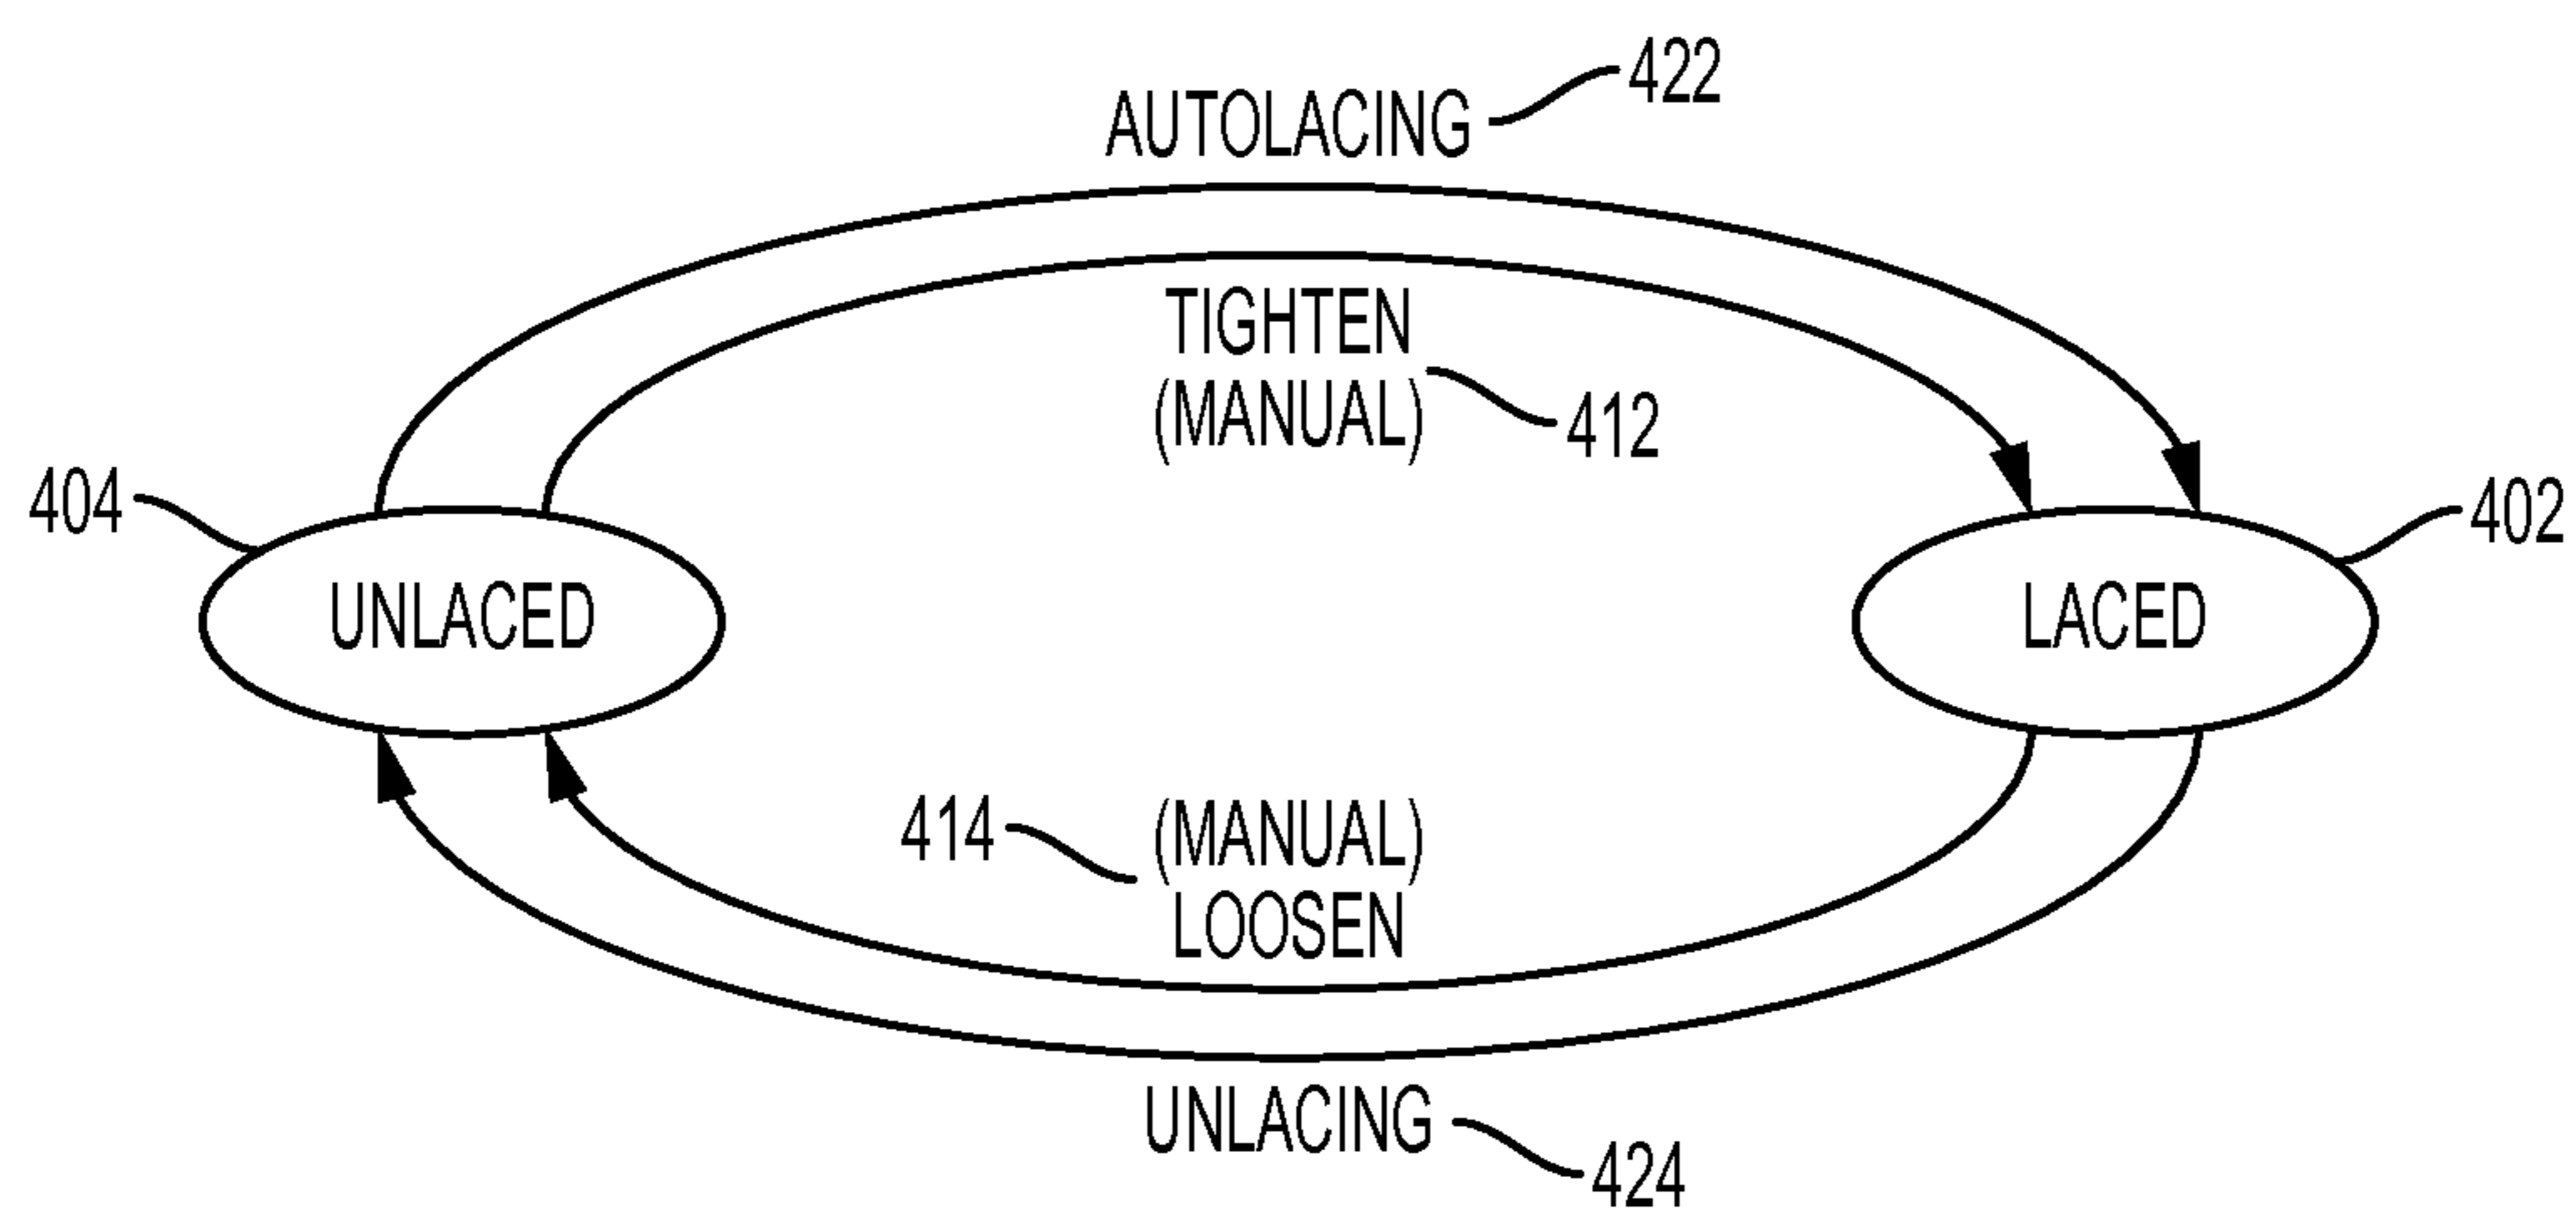 422
AUTOLACING
TIGHTEN
(MANUAL)
412
404
402
UNLACED
LACED
414
(MANUAL)
LOOSEN
UNLACING
424